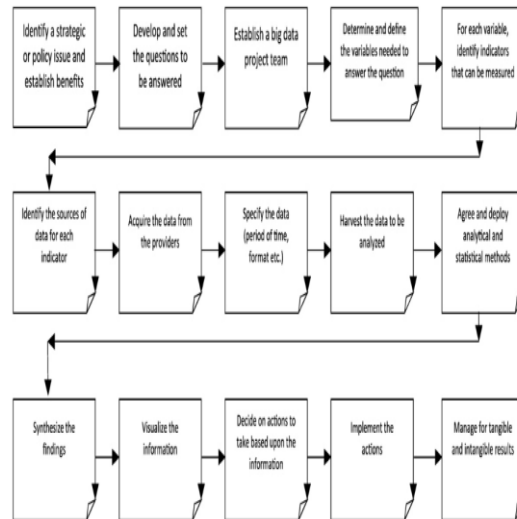 Identify a strategic
or policy issue and
establish benefits
Develop and set
the questions to
be answered
Establish a big data
project team
Determine and define
the variables needed to
answer the question
For each variable,
identify indicators
that can be measured
Identify the sources of
data for each
indicator
Acquire the data from
the providers
Specify the data
(period of time,
format etc.)
Harvest the data to be
analyzed
Agree and deploy
analytical and
statistical methods
Synthesize the
findings
Visualize the
information
Decide on actions to
take based upon the
information
Implement the
actions
Manage for tangible
and intangible results